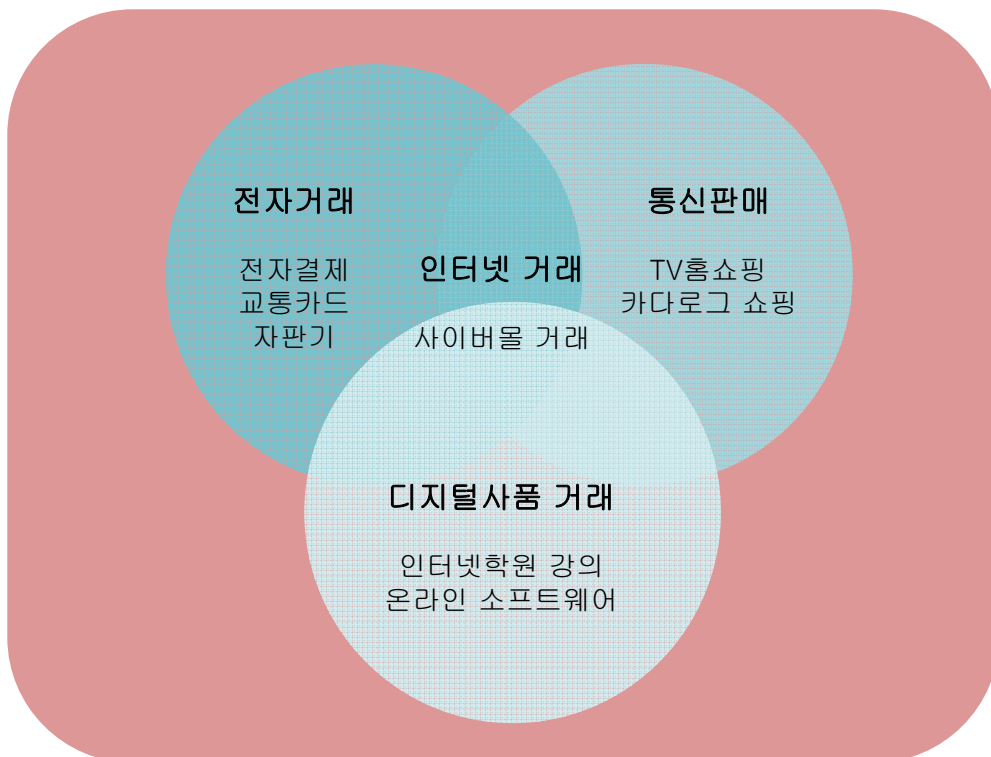 전자거래
전자결제
교통카드
자판기
인터넷 거래
사이버몰 거래
통신판매
TV홈쇼핑
카다로그 쇼핑
디지털사품 거래
인터넷학원 강의
온라인 소프트웨어